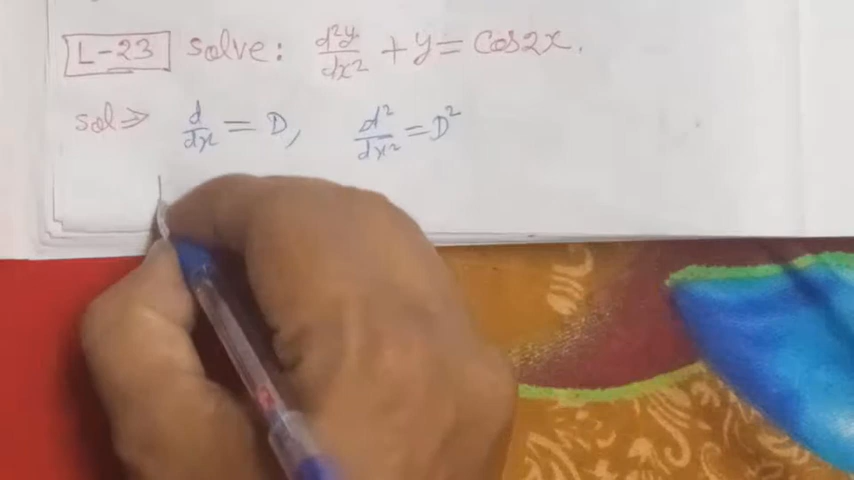 L-23 solve: d²y/dx² + y = cos2x.
sol⇒ d/dx = D, d²/dx² = D²